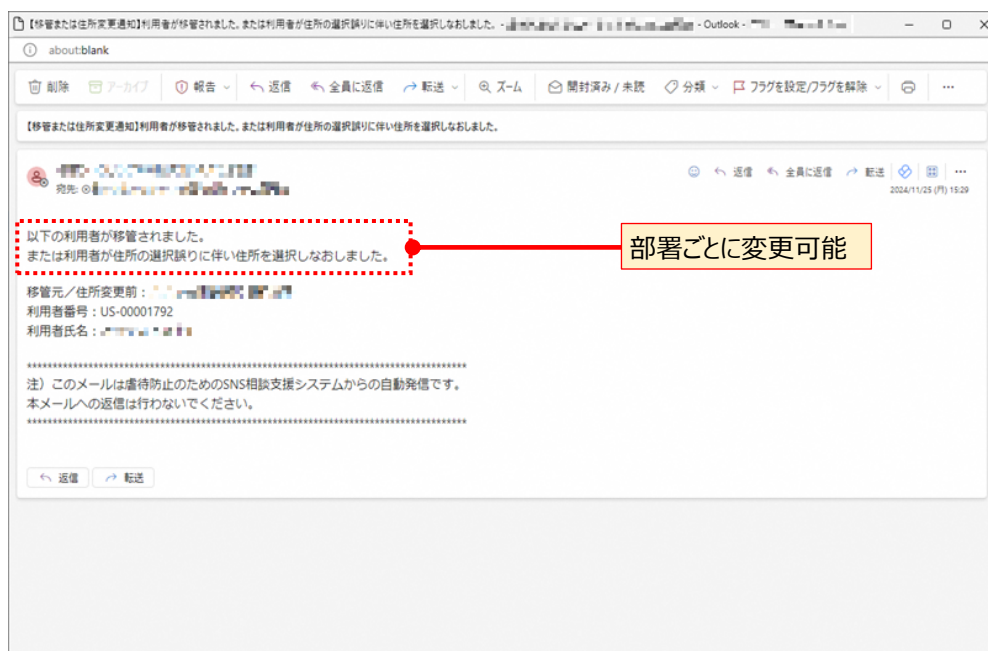 【移管または住所変更通知】利用者が移管されました。または利用者が住所の選択誤りに伴い住所を選択しなおしました。 - - Outlook -
about:blank
削除 アーカイブ 報告 返信 全員に返信 転送 ズーム 開封済み / 未読 分類 フラグを設定/フラグを解除 ...
【移管または住所変更通知】利用者が移管されました。または利用者が住所の選択誤りに伴い住所を選択しなおしました。
返信 全員に返信 転送 ...
宛先:
2024/11/25 (月) 15:29
以下の利用者が移管されました。
または利用者が住所の選択誤りに伴い住所を選択しなおしました。
部署ごとに変更可能
移管元／住所変更前：
利用者番号：US-00001792
利用者氏名：
****************************************************************************************
注）このメールは虐待防止のためのSNS相談支援システムからの自動発信です。
本メールへの返信は行わないでください。
****************************************************************************************
返信 転送